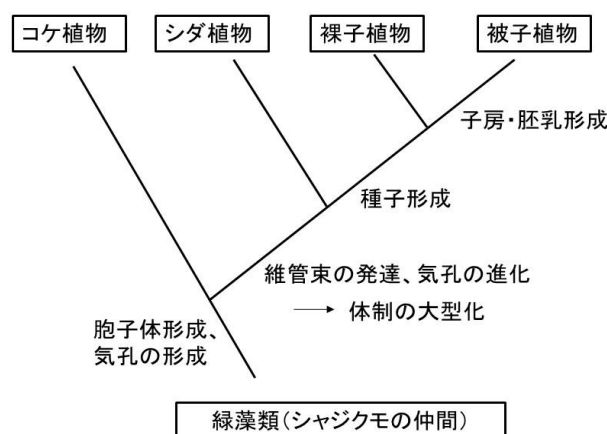 コケ植物
シダ植物
裸子植物
被子植物
子房・胚乳形成
種子形成
維管束の発達、気孔の進化
→ 体制の大型化
胞子体形成、
気孔の形成
緑藻類(シャジクモの仲間)